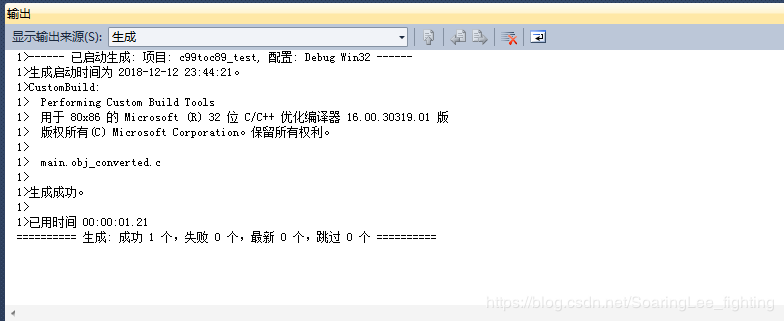 输出
显示输出来源(S): 生成
1>------ 已启动生成: 项目: c99toc89_test, 配置: Debug Win32 ------
1>生成启动时间为 2018-12-12 23:44:21。
1>CustomBuild:
1>  Performing Custom Build Tools
1>  用于 80x86 的 Microsoft (R) 32 位 C/C++ 优化编译器 16.00.30319.01 版
1>  版权所有(C) Microsoft Corporation。保留所有权利。
1>
1>  main.obj_converted.c
1>
1>生成成功。
1>
1>已用时间 00:00:01.21
========== 生成: 成功 1 个，失败 0 个，最新 0 个，跳过 0 个 ==========
https://blog.csdn.net/SoaringLee_fighting